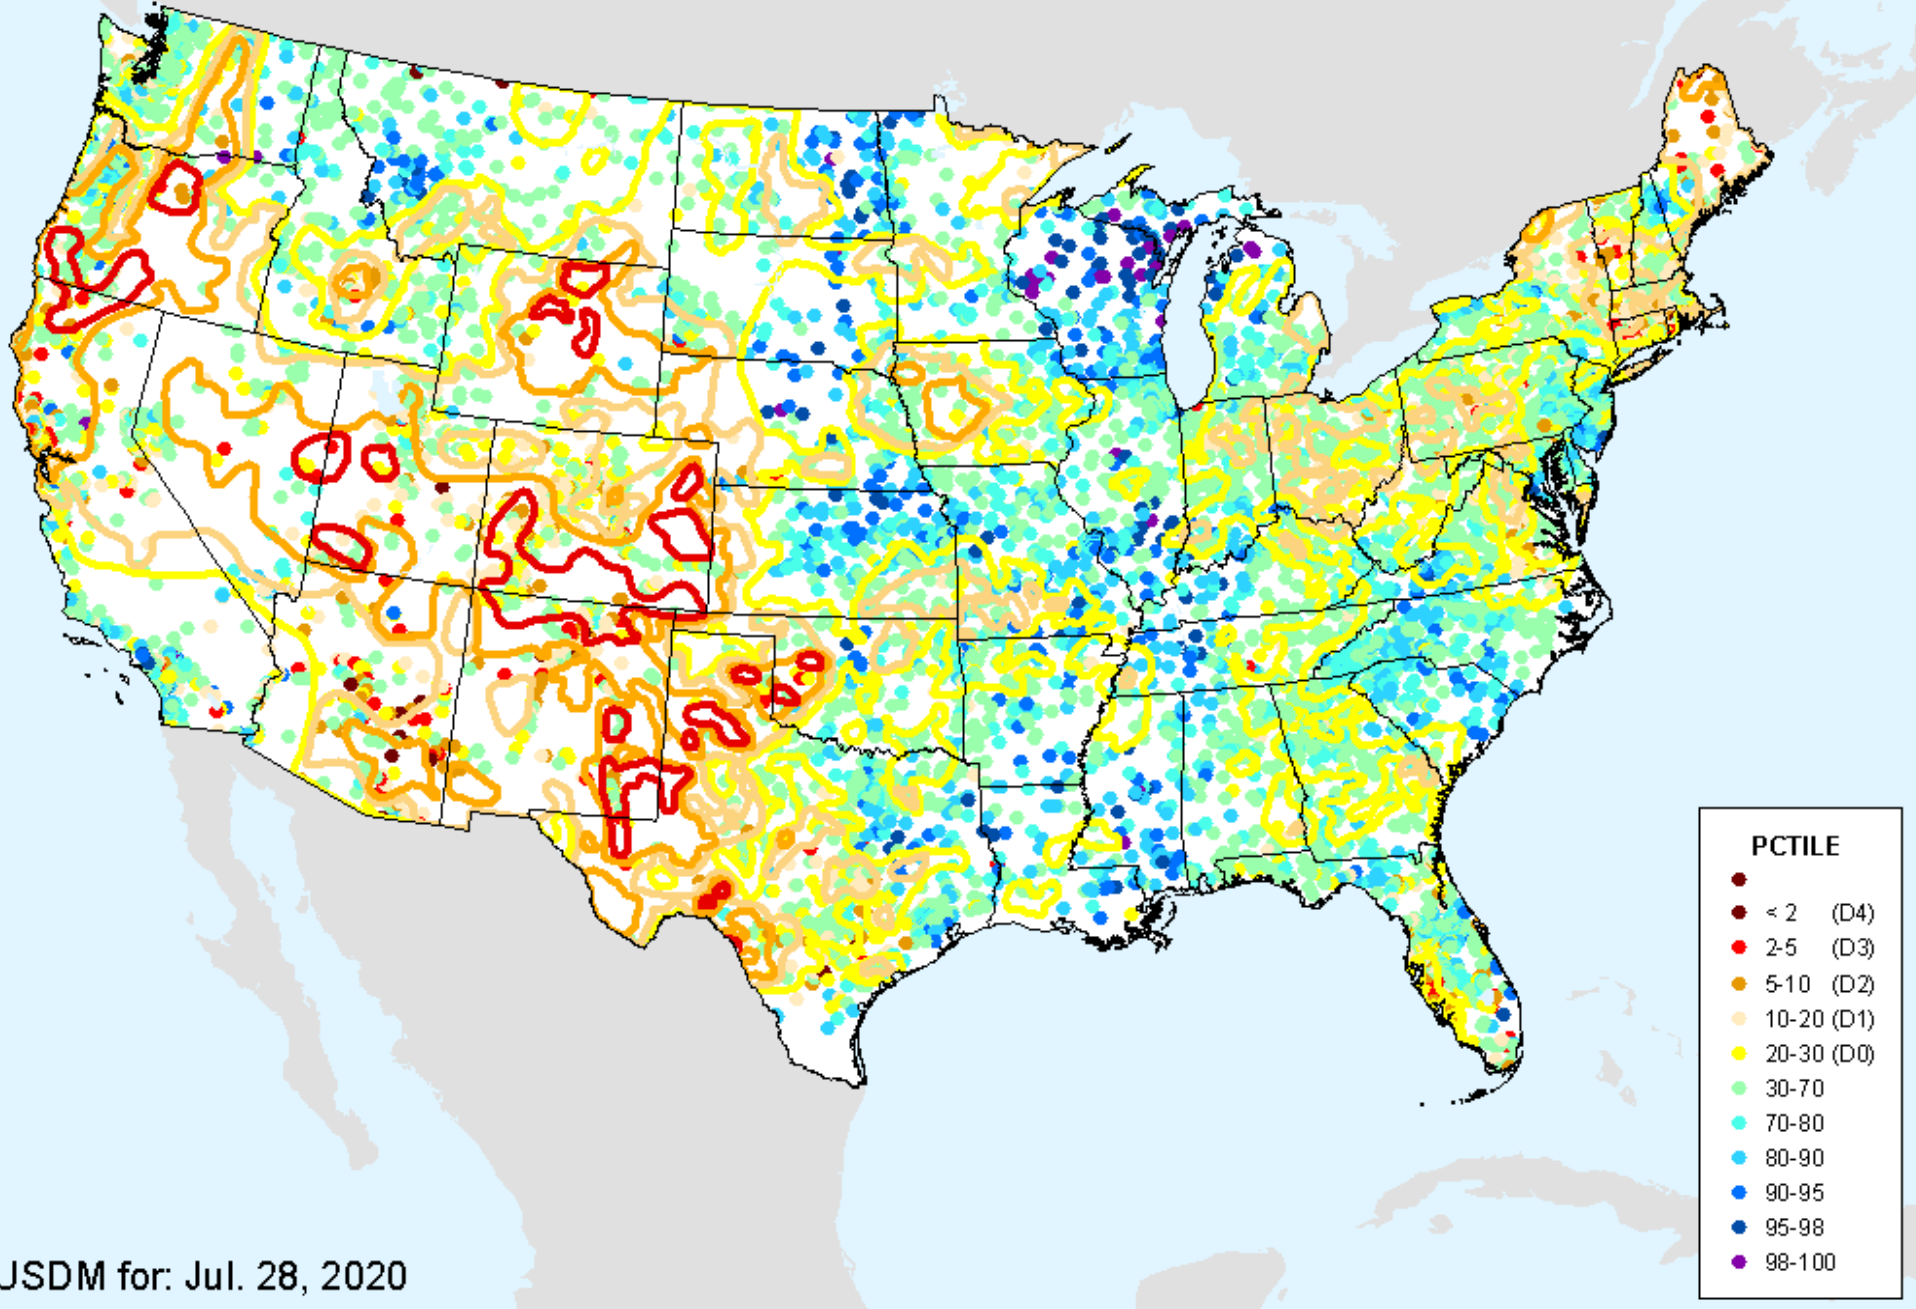 PCTILE
< 2 (D4)
2-5 (D3)
5-10 (D2)
10-20 (D1)
20-30 (D0)
30-70
70-80
80-90
90-95
95-98
98-100
USDM for: Jul. 28, 2020